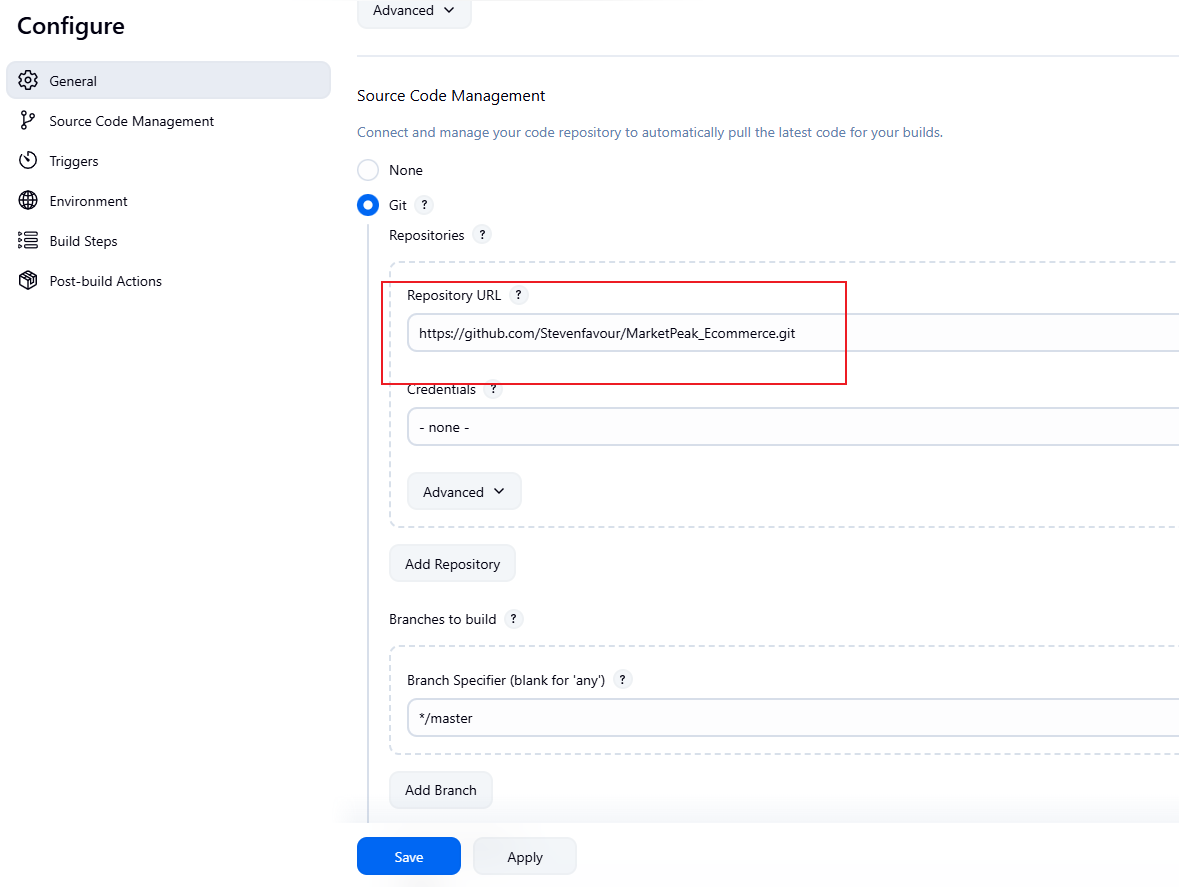 Configure
General
Source Code Management
Triggers
Environment
Build Steps
Post-build Actions
Advanced
Source Code Management
Connect and manage your code repository to automatically pull the latest code for your builds.
None
Git ?
Repositories ?
Repository URL ?
https://github.com/Stevenfavour/MarketPeak_Ecommerce.git
Credentials ?
- none -
Advanced
Add Repository
Branches to build ?
Branch Specifier (blank for 'any') ?
*/master
Add Branch
Save Apply